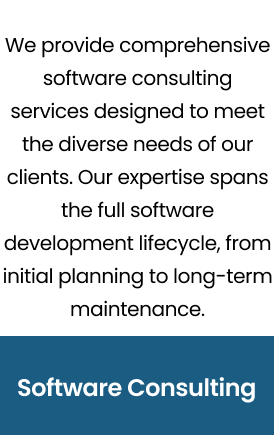 We provide comprehensive
software consulting
services designed to meet
the diverse needs of our
clients. Our expertise spans
the full software
development lifecycle, from
initial planning to long-term
maintenance.
Software Consulting